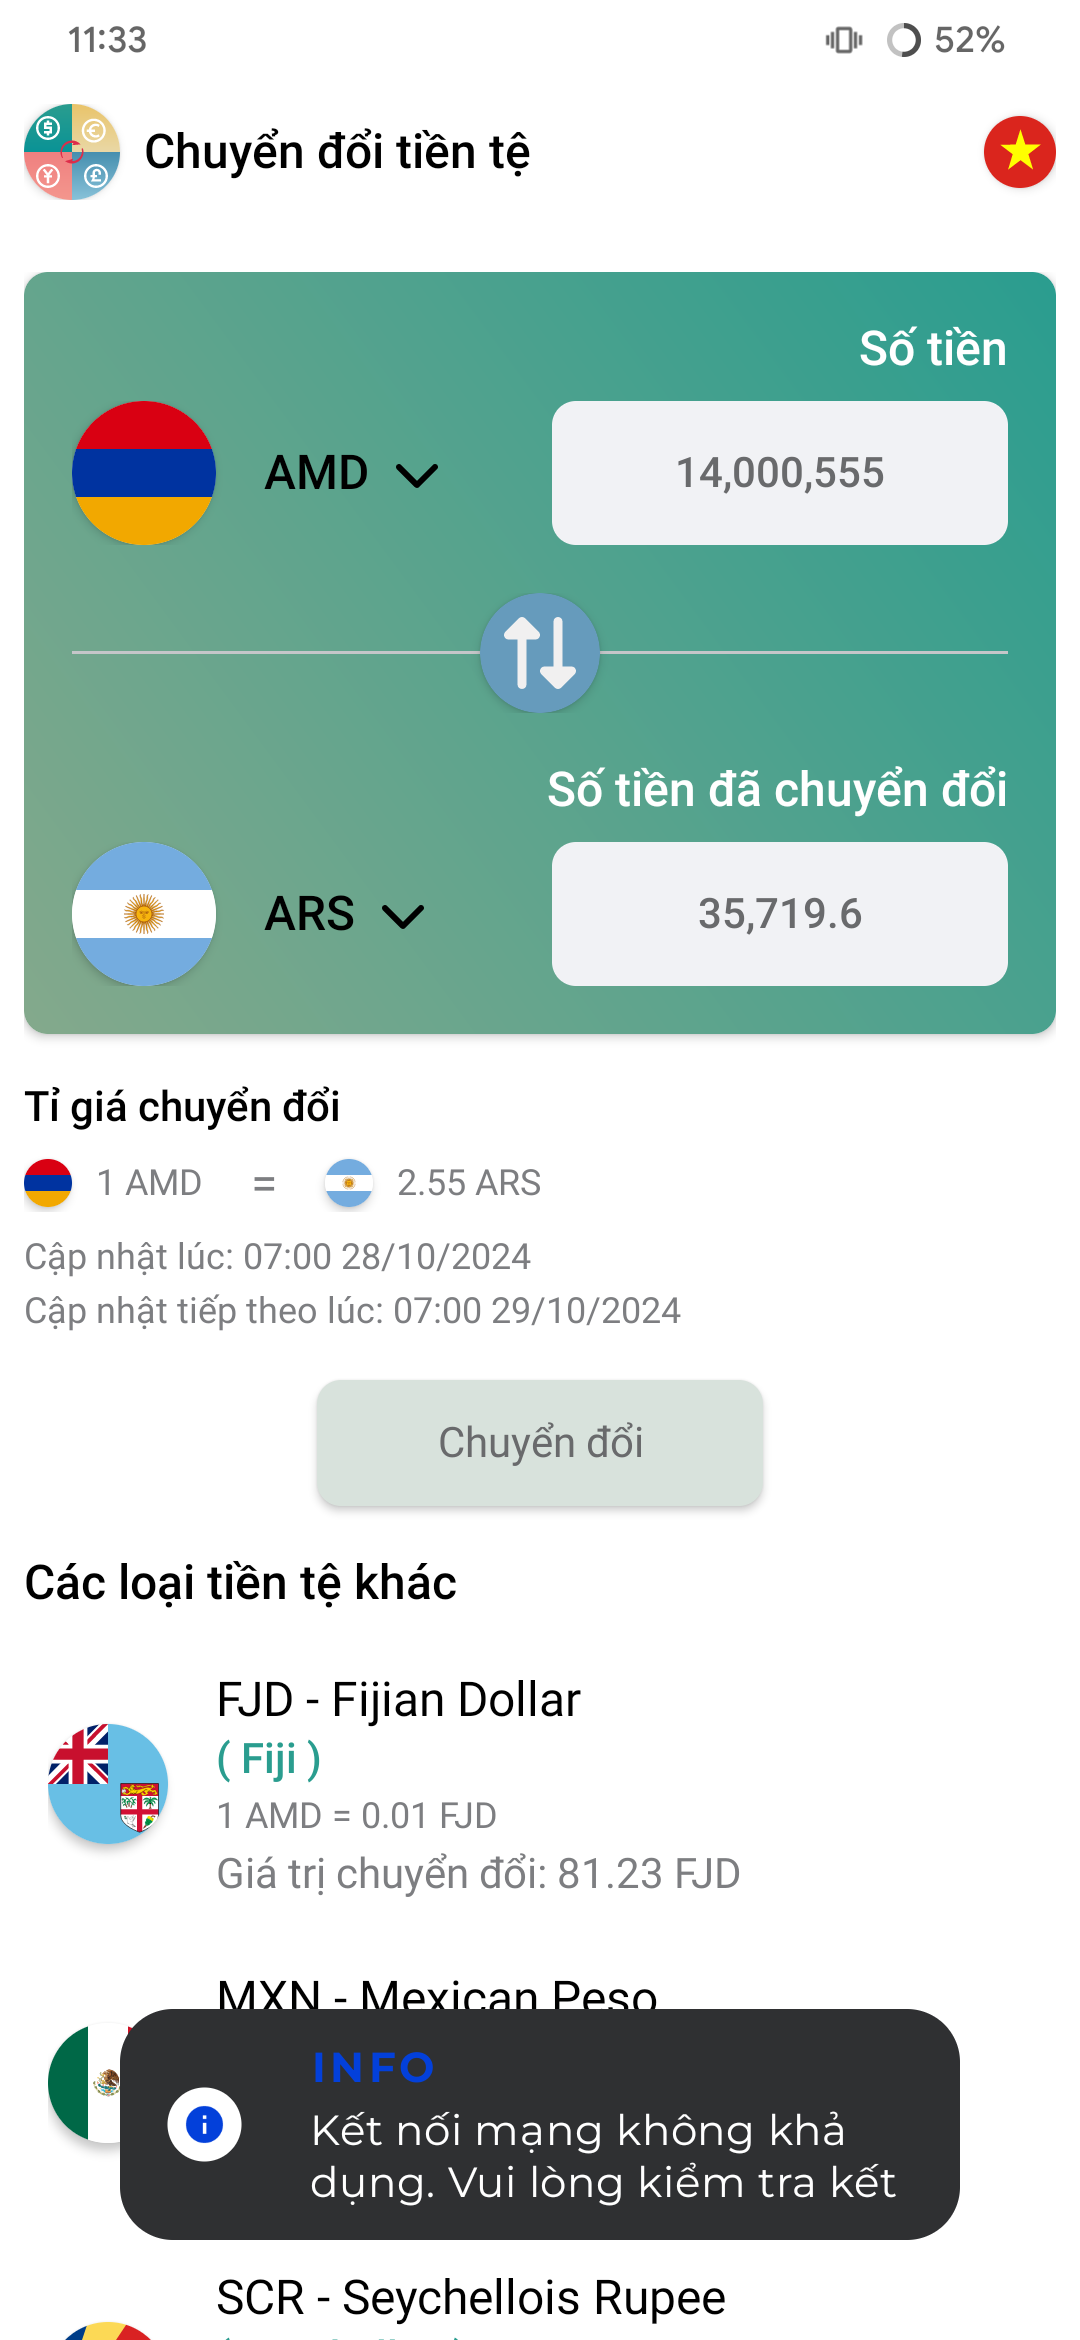 11:33
52%
Chuyển đổi tiền tệ
Số tiền
AMD
14,000,555
Số tiền đã chuyển đổi
ARS
35,719.6
Tỉ giá chuyển đổi
1 AMD = 2.55 ARS
Cập nhật lúc: 07:00 28/10/2024
Cập nhật tiếp theo lúc: 07:00 29/10/2024
Chuyển đổi
Các loại tiền tệ khác
FJD - Fijian Dollar
( Fiji )
1 AMD = 0.01 FJD
Giá trị chuyển đổi: 81.23 FJD
MXN - Mexican Peso
INFO
Kết nối mạng không khả
dụng. Vui lòng kiểm tra kết
SCR - Seychellois Rupee